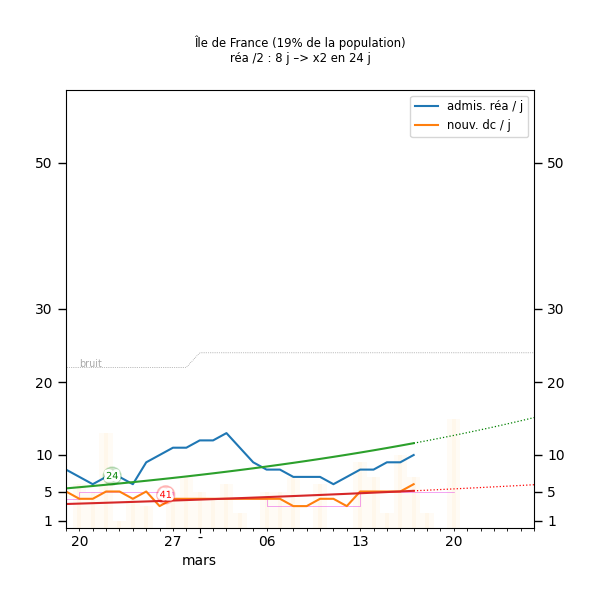 Île de France (19% de la population)
réa /2 : 8 j –> x2 en 24 j
admis. réa / j
nouv. dc / j
50 50
30 30
bruit
20 20
10 10
24
5 41 5
1 1
20 27 - 06 13 20
mars